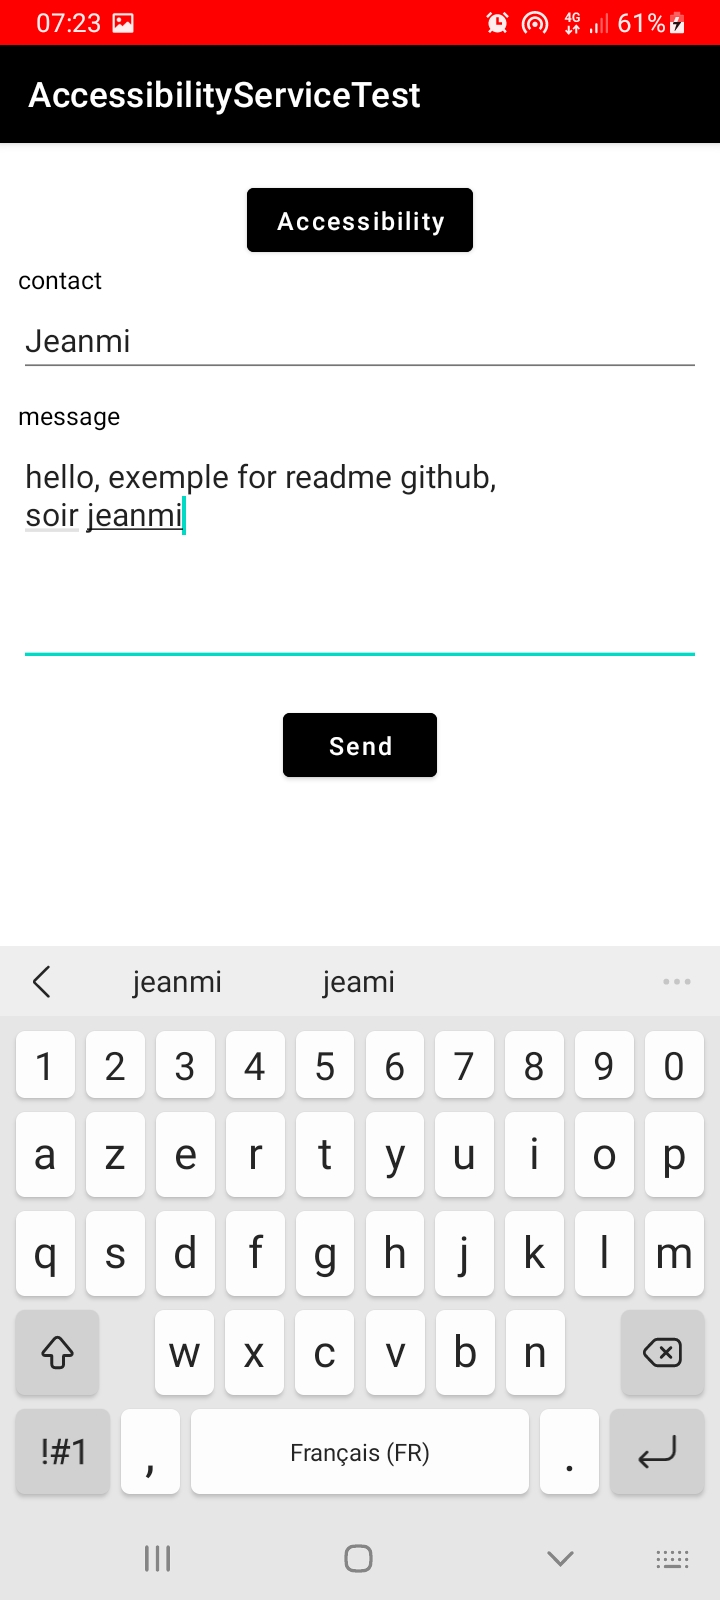 07:23 4G 61%
AccessibilityServiceTest
Accessibility
contact
Jeanmi
message
hello, exemple for readme github,
soir jeanmi
Send
jeanmi jeami
1 2 3 4 5 6 7 8 9 0
a z e r t y u i o p
q s d f g h j k l m
w x c v b n
!#1 , Français (FR) .